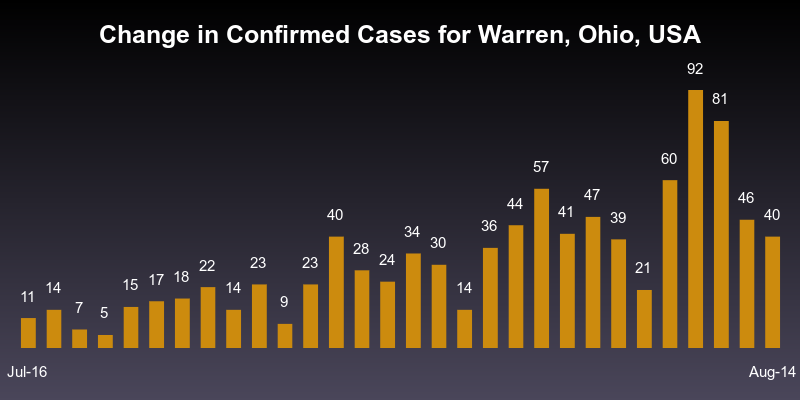 Change in Confirmed Cases for Warren, Ohio, USA
11 14 7 5 15 17 18 22 14 23 9 23 40 28 24 34 30 14 36 44 57 41 47 39 21 60 92 81 46 40
Jul-16 Aug-14